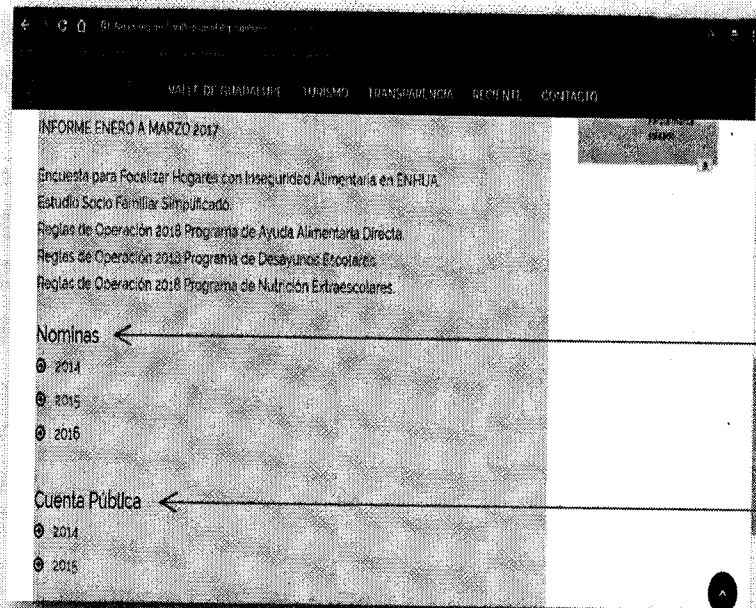 VALLE DE GUADALUPE TURISMO TRANSPARENCIA RECIENTE CONTACTO
INFORME ENERO A MARZO 2017
Encuesta para Focalizar Hogares con Inseguridad Alimentaria en ENHUA.
Estudio Socio Familiar Simplificado.
Reglas de Operación 2018 Programa de Ayuda Alimentaria Directa.
Reglas de Operación 2018 Programa de Desayunos Escolares.
Reglas de Operación 2018 Programa de Nutrición Extraescolares.
Nominas
2014
2015
2016
Cuenta Pública
2014
2015